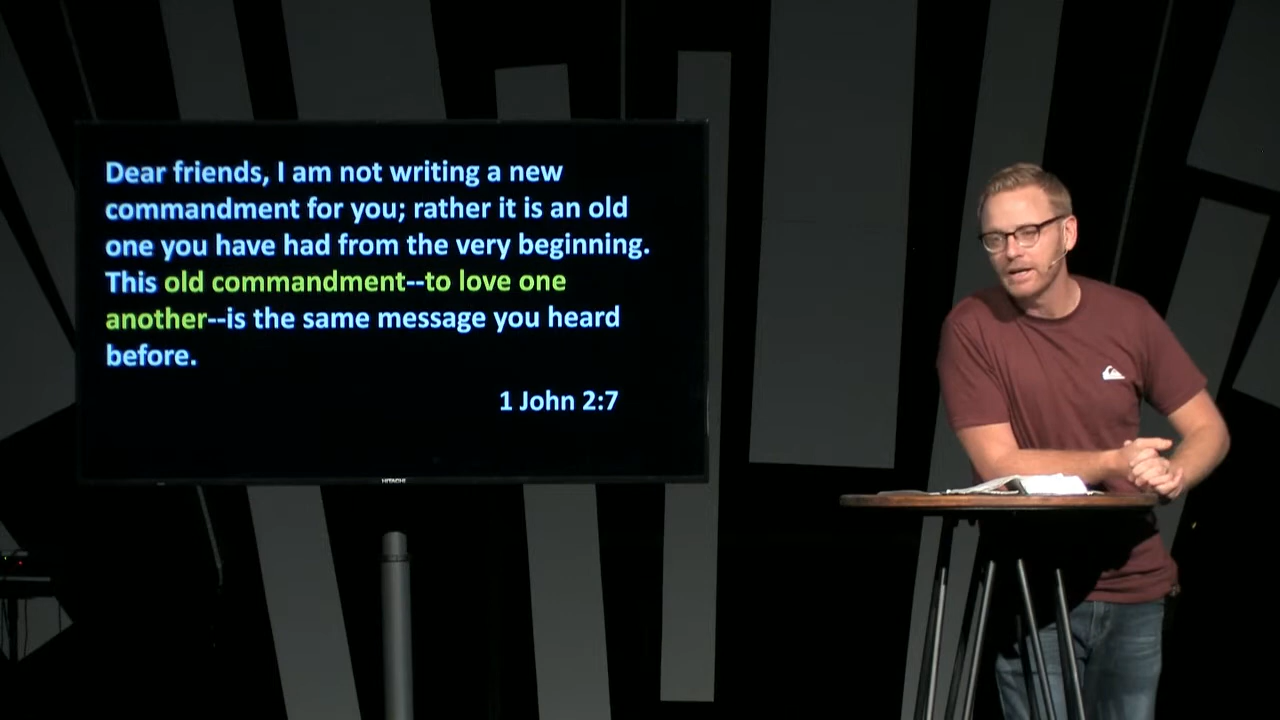 Dear friends, I am not writing a new
commandment for you; rather it is an old
one you have had from the very beginning.
This old commandment--to love one
another--is the same message you heard
before.
1 John 2:7
HITACHI